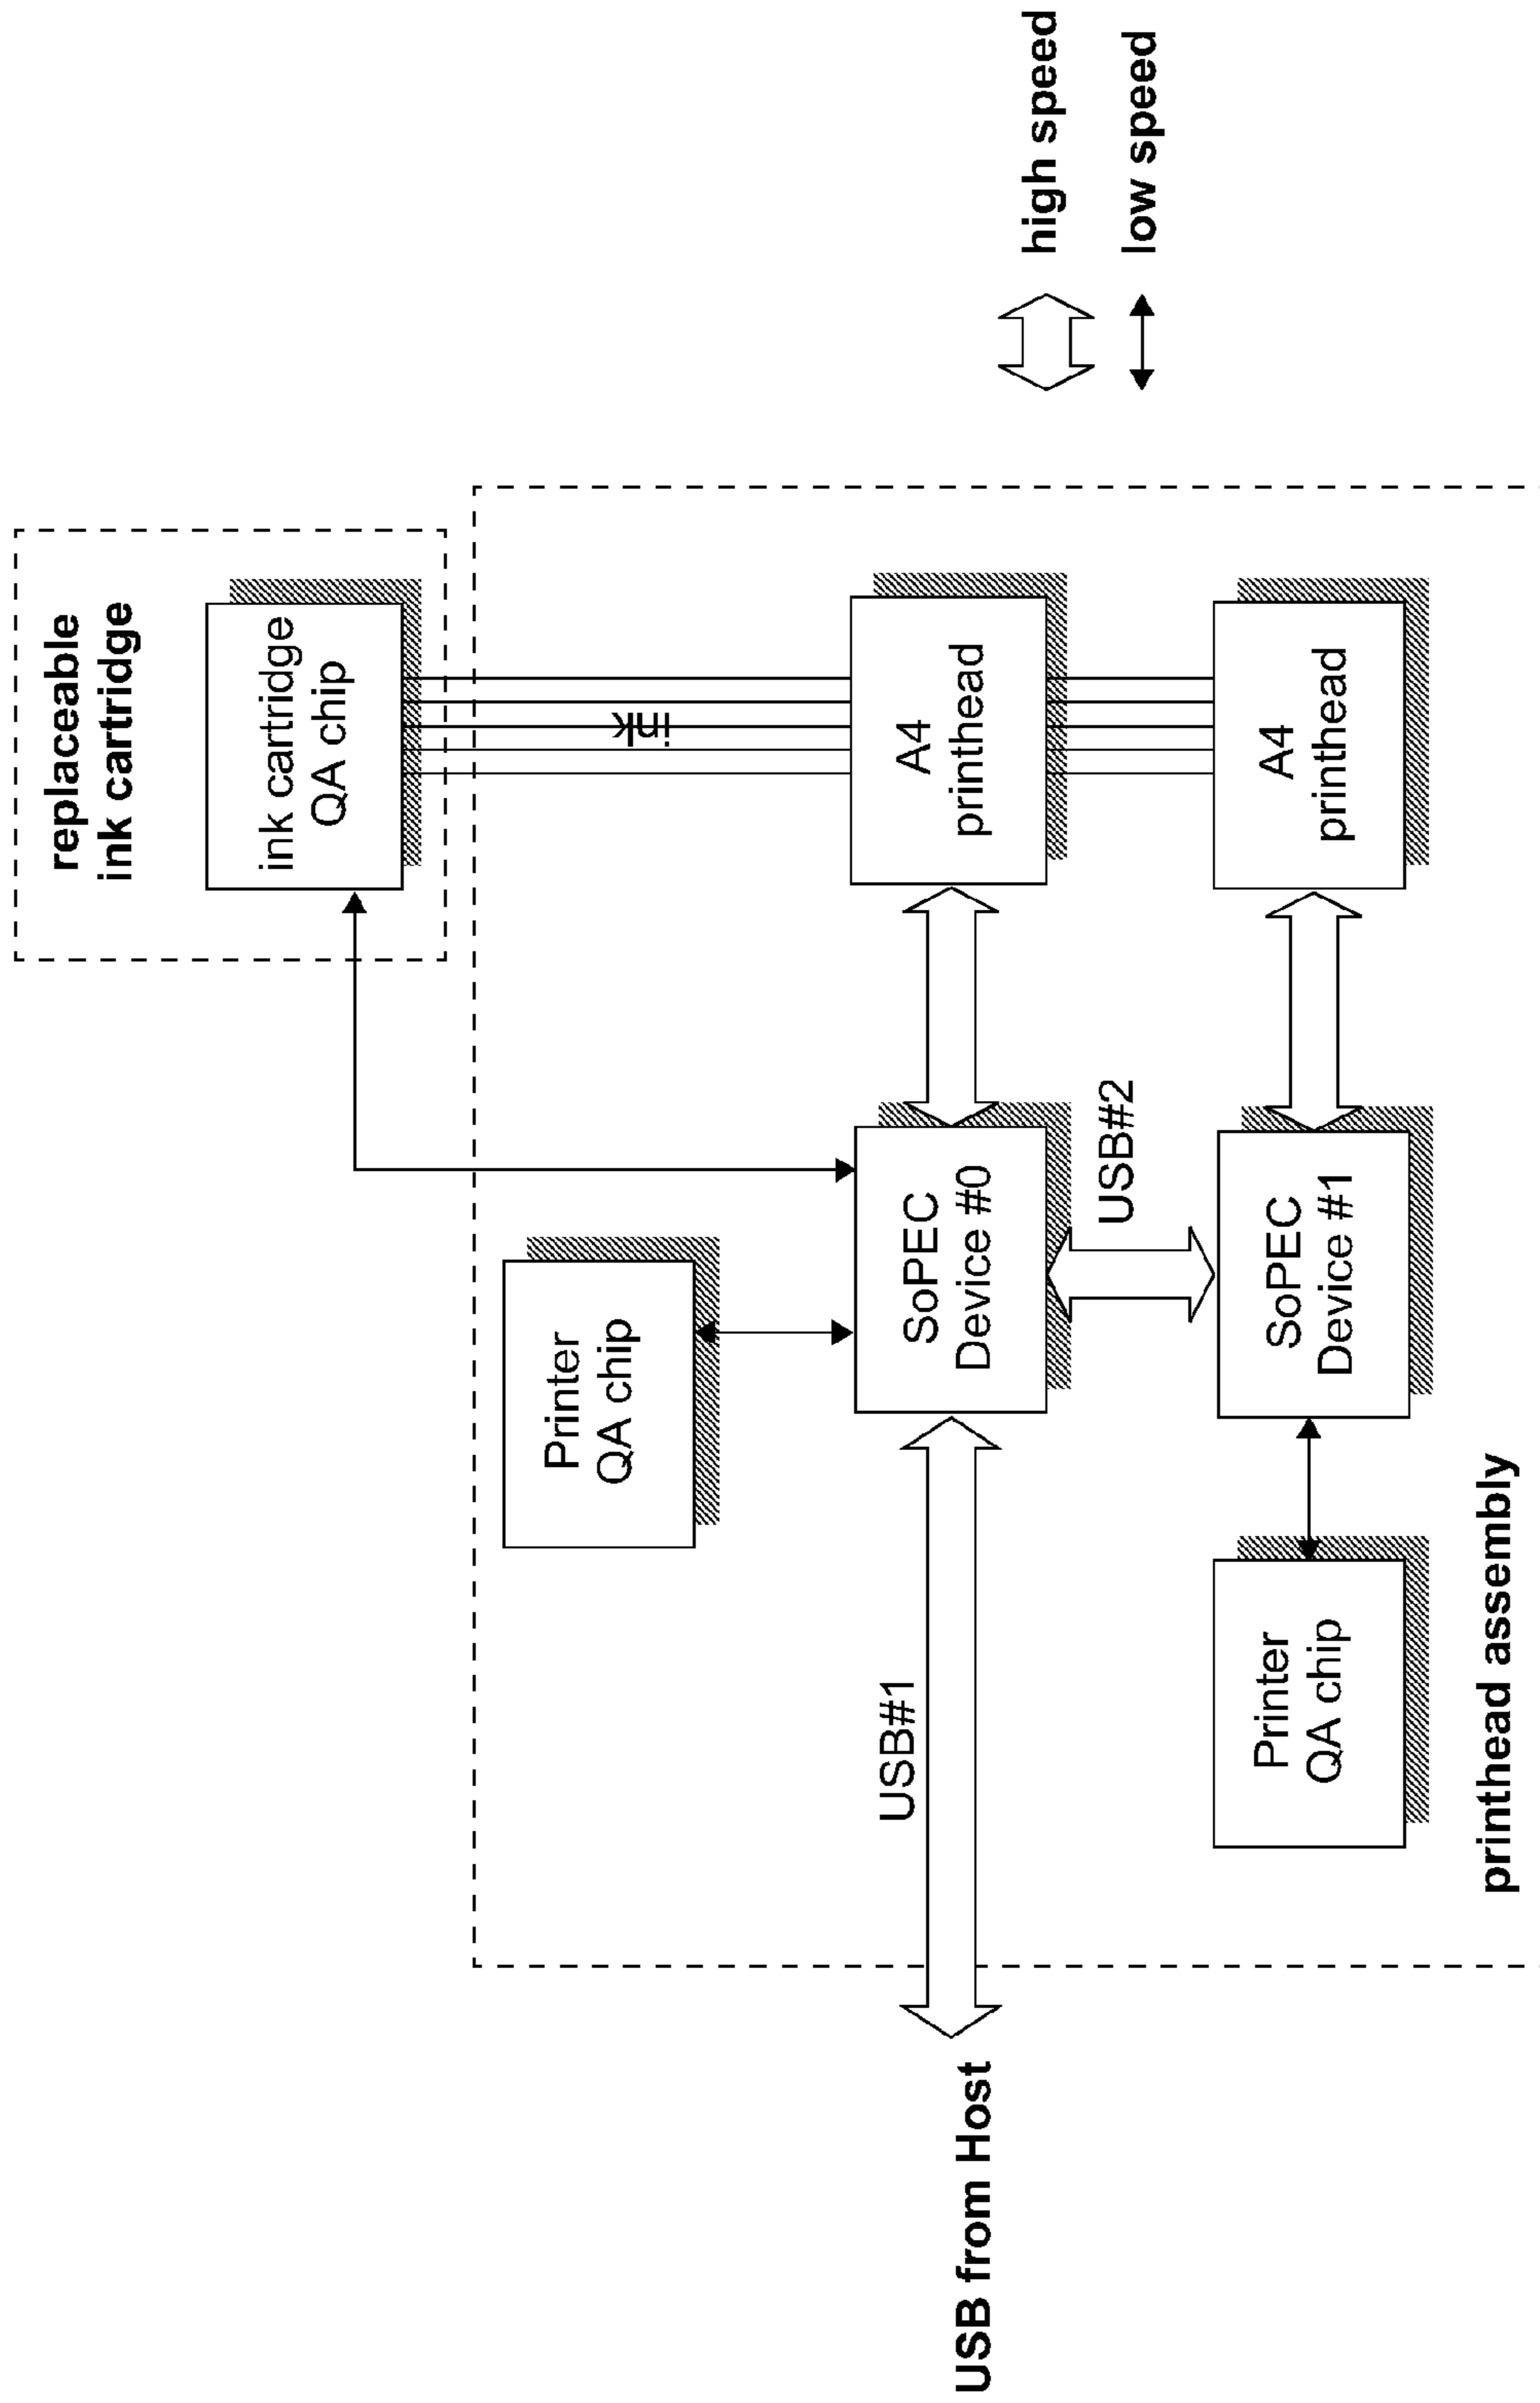 replaceable
ink cartridge
ink cartridge
QA chip
ink
Printer
QA chip
USB from Host
USB#1
SoPEC
Device #0
A4
printhead
high speed
low speed
USB#2
Printer
QA chip
SoPEC
Device #1
A4
printhead
printhead assembly